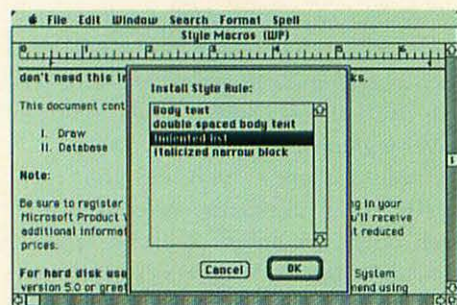 File Edit Window Search Format Spell
Style Macros (WP)
don't need this
This document cont
I. Draw
II. Database
Note:
Be sure to register
Microsoft Product
additional informat
prices.
For hard disk use
version 5.0 or great
Install Style Rule:
Body text
double spaced body text
Indented list
Italicized narrow block
Cancel OK
ks.
ng in your
u'll receive
t reduced
System
mend using